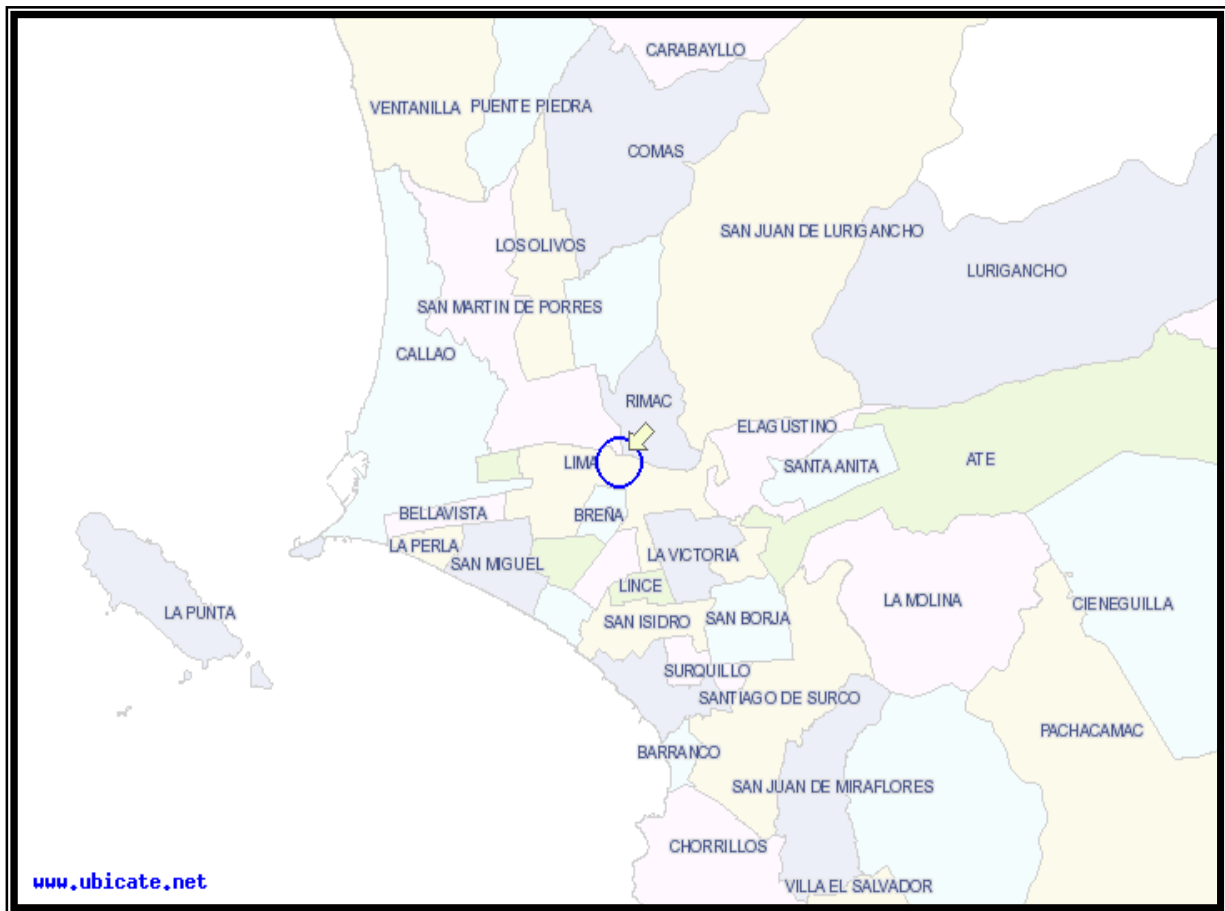 CARABAYLLO
VENTANILLA
PUENTE PIEDRA
COMAS
SAN JUAN DE LURIGANCHO
LOS OLIVOS
LURIGANCHO
SAN MARTIN DE PORRES
CALLAO
RIMAC
EL AGUSTINO
LIMA
SANTA ANITA
ATE
BELLAVISTA
BREÑA
LA PERLA
SAN MIGUEL
LA VICTORIA
LINCE
LA MOLINA
CIENEGUILLA
LA PUNTA
SAN ISIDRO
SAN BORJA
SURQUILLO
SANTIAGO DE SURCO
PACHACAMAC
BARRANCO
SAN JUAN DE MIRAFLORES
CHORRILLOS
VILLA EL SALVADOR
www.ubicate.net